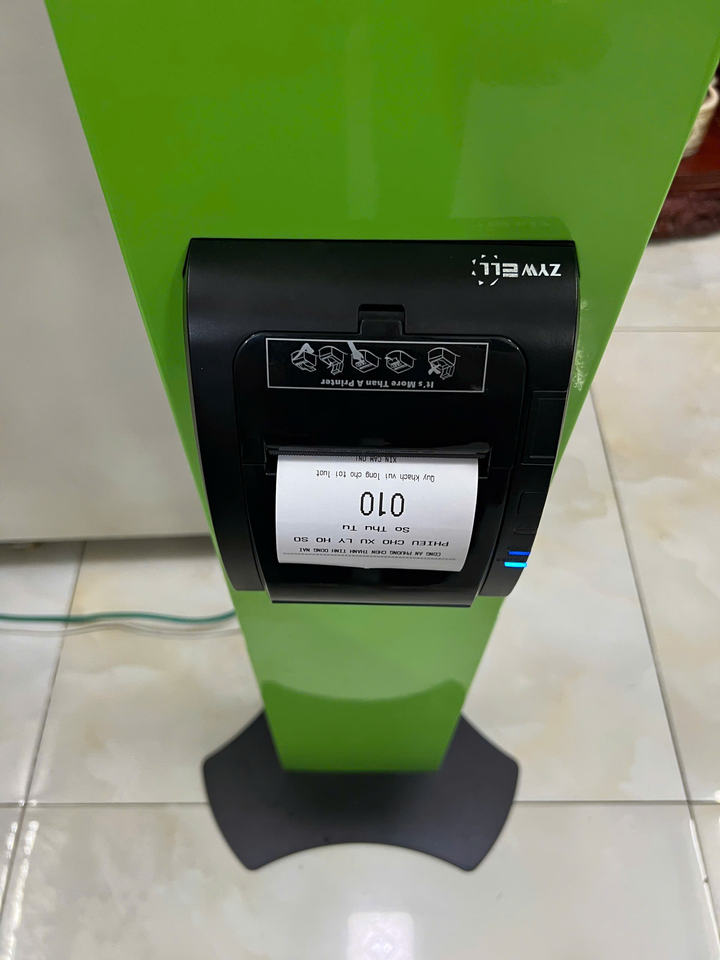 ZYWELL
It's More Than A Printer
CONG AN PHUONG CHON THANH TINH DONG NAI
PHIEU CHO XU LY HO SO
So Thu Tu
010
Quy khach vui long cho toi luot
XIN CAM ON!